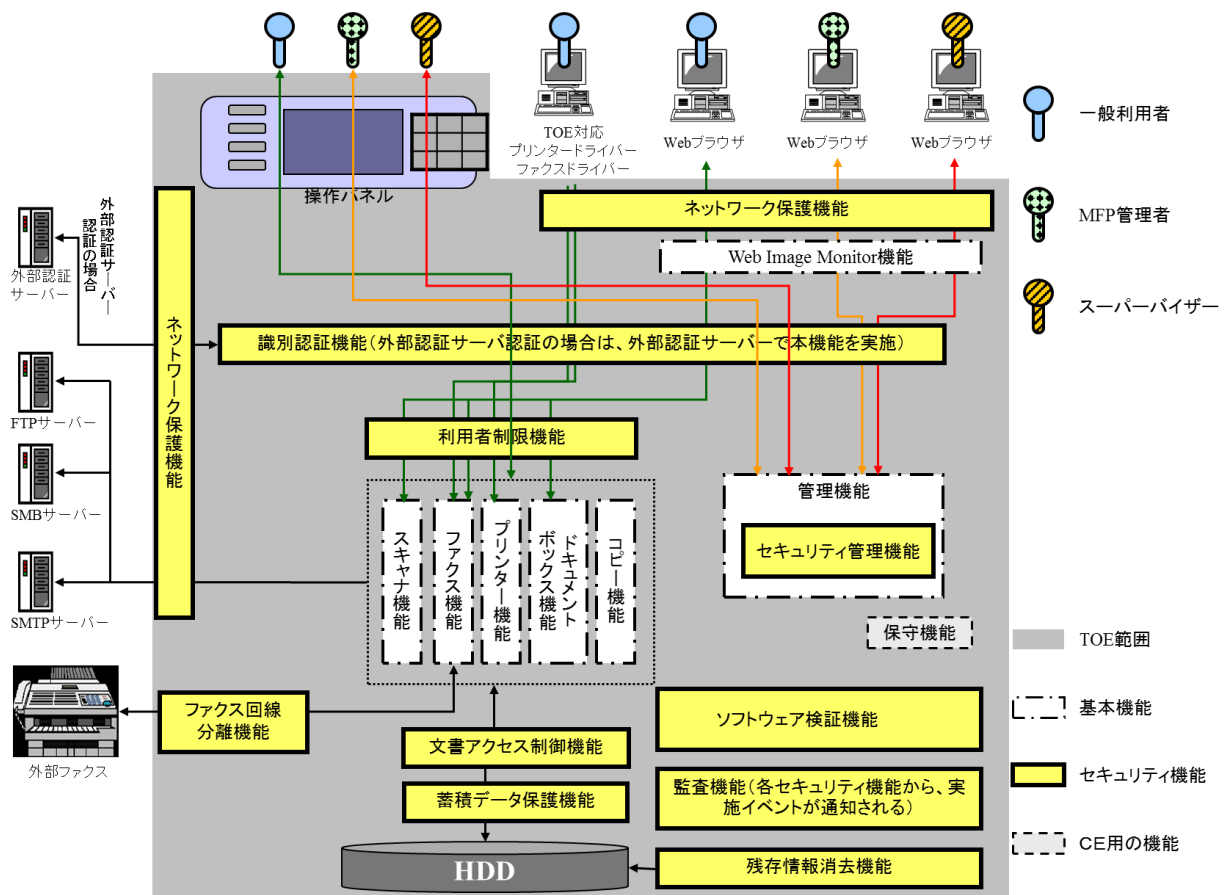 TOE対応
プリンタードライバー
ファクスドライバー
Webブラウザ
Webブラウザ
Webブラウザ
一般利用者
MFP管理者
スーパーバイザー
操作パネル
ネットワーク保護機能
Web Image Monitor機能
外部認証サーバー
認証の場合
外部認証
サーバー
FTPサーバー
SMBサーバー
SMTPサーバー
ネットワーク保護機能
識別認証機能(外部認証サーバ認証の場合は、外部認証サーバーで本機能を実施)
利用者制限機能
スキャナ機能
ファクス機能
プリンター機能
ドキュメント
ボックス機能
コピー機能
管理機能
セキュリティ管理機能
保守機能
外部ファクス
ファクス回線
分離機能
文書アクセス制御機能
蓄積データ保護機能
HDD
ソフトウェア検証機能
監査機能(各セキュリティ機能から、実
施イベントが通知される)
残存情報消去機能
TOE範囲
基本機能
セキュリティ機能
CE用の機能